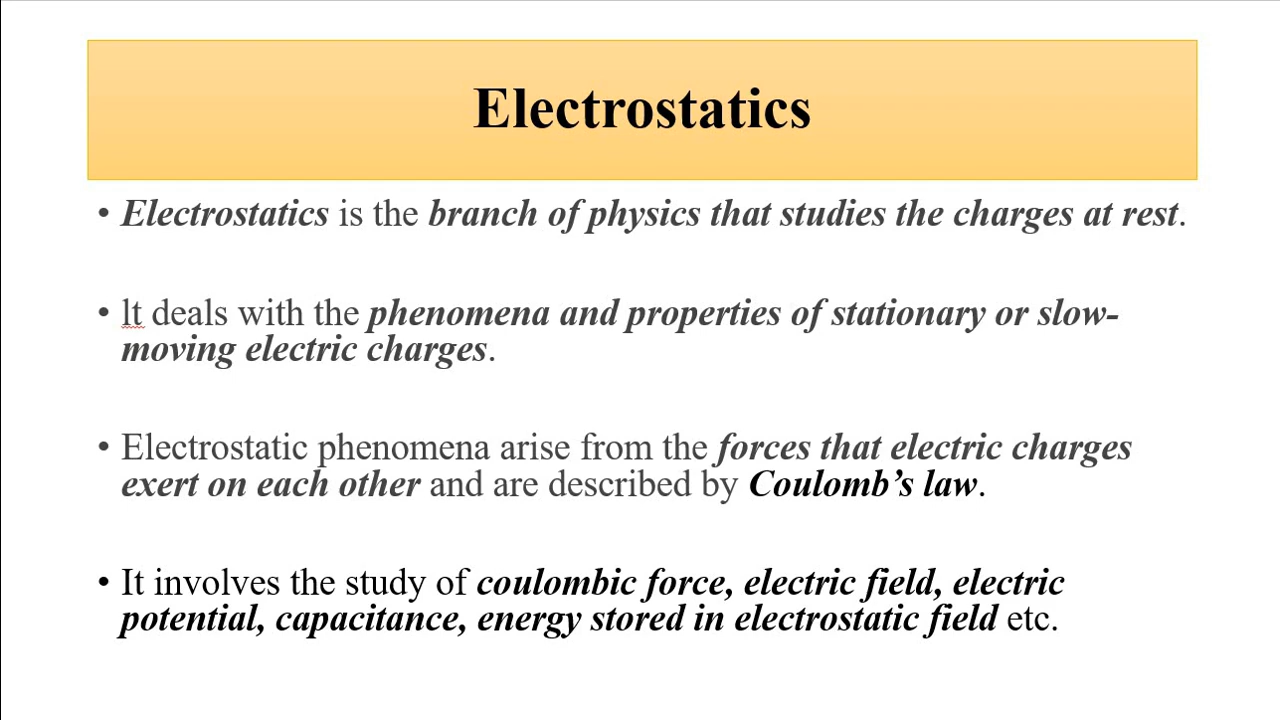 Electrostatics
• Electrostatics is the branch of physics that studies the charges at rest.
• lt deals with the phenomena and properties of stationary or slow-
moving electric charges.
• Electrostatic phenomena arise from the forces that electric charges
exert on each other and are described by Coulomb’s law.
• It involves the study of coulombic force, electric field, electric
potential, capacitance, energy stored in electrostatic field etc.